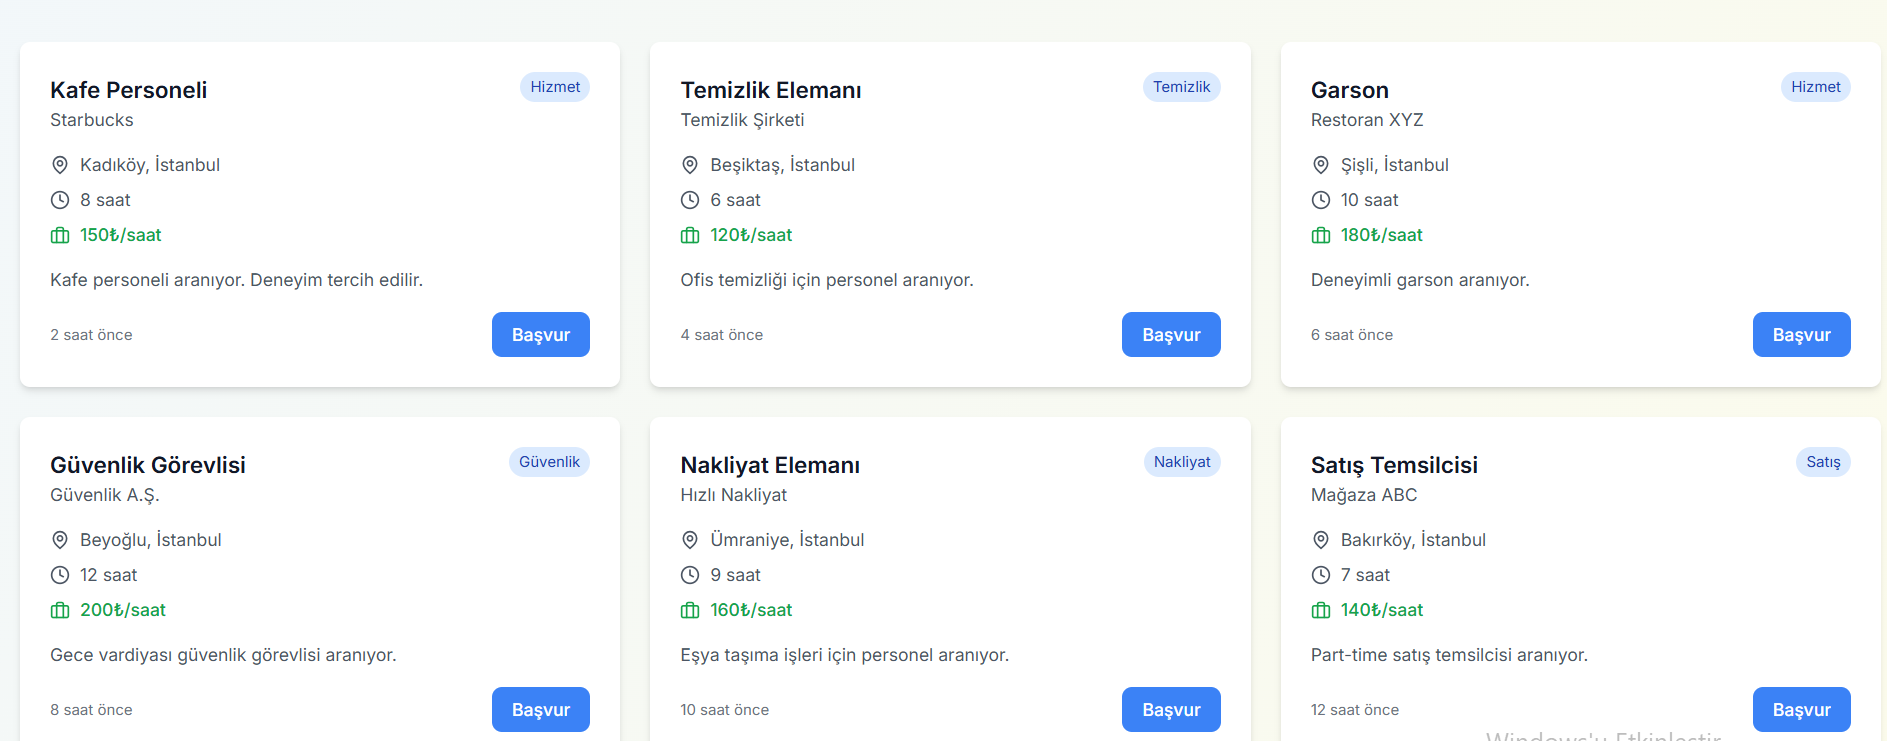 Kafe Personeli
Hizmet
Starbucks
Kadıköy, İstanbul
8 saat
150₺/saat
Kafe personeli aranıyor. Deneyim tercih edilir.
2 saat önce
Başvur
Temizlik Elemanı
Temizlik
Temizlik Şirketi
Beşiktaş, İstanbul
6 saat
120₺/saat
Ofis temizliği için personel aranıyor.
4 saat önce
Başvur
Garson
Hizmet
Restoran XYZ
Şişli, İstanbul
10 saat
180₺/saat
Deneyimli garson aranıyor.
6 saat önce
Başvur
Güvenlik Görevlisi
Güvenlik
Güvenlik A.Ş.
Beyoğlu, İstanbul
12 saat
200₺/saat
Gece vardiyası güvenlik görevlisi aranıyor.
8 saat önce
Başvur
Nakliyat Elemanı
Nakliyat
Hızlı Nakliyat
Ümraniye, İstanbul
9 saat
160₺/saat
Eşya taşıma işleri için personel aranıyor.
10 saat önce
Başvur
Satış Temsilcisi
Satış
Mağaza ABC
Bakırköy, İstanbul
7 saat
140₺/saat
Part-time satış temsilcisi aranıyor.
12 saat önce
Başvur
Windows'u Etkinleştir